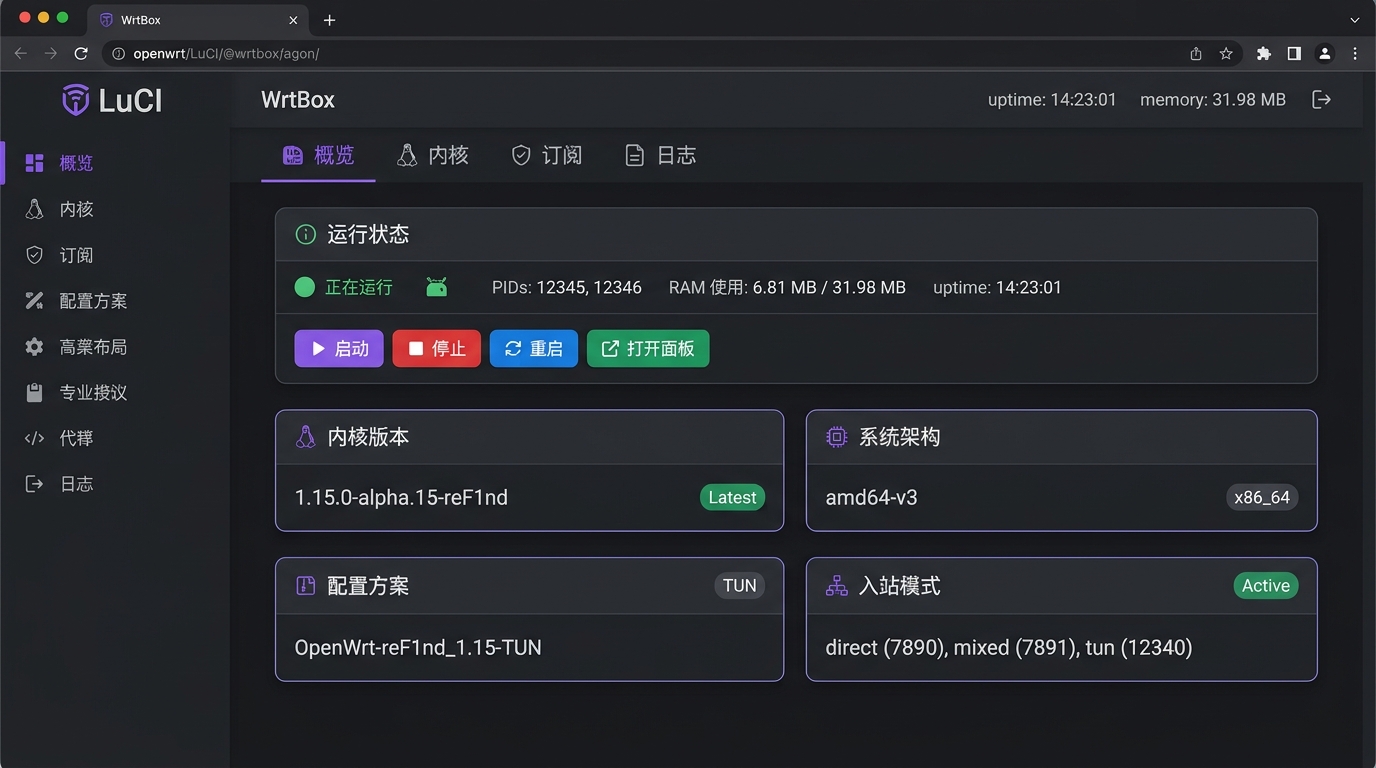 WrtBox
openwrt/LuCI/@wrtbox/agon/
LuCI
WrtBox
uptime: 14:23:01 memory: 31.98 MB
概览
内核
订阅
配置方案
高菜布局
专业
日志
概览 内核 订阅 日志
运行状态
正在运行 PIDs: 12345, 12346 RAM 使用: 6.81 MB / 31.98 MB uptime: 14:23:01
启动 停止 重启 打开面板
内核版本
1.15.0-alpha.15-reF1nd Latest
系统架构
amd64-v3 x86_64
配置方案 TUN
OpenWrt-reF1nd_1.15-TUN
入站模式 Active
direct (7890), mixed (7891), tun (12340)